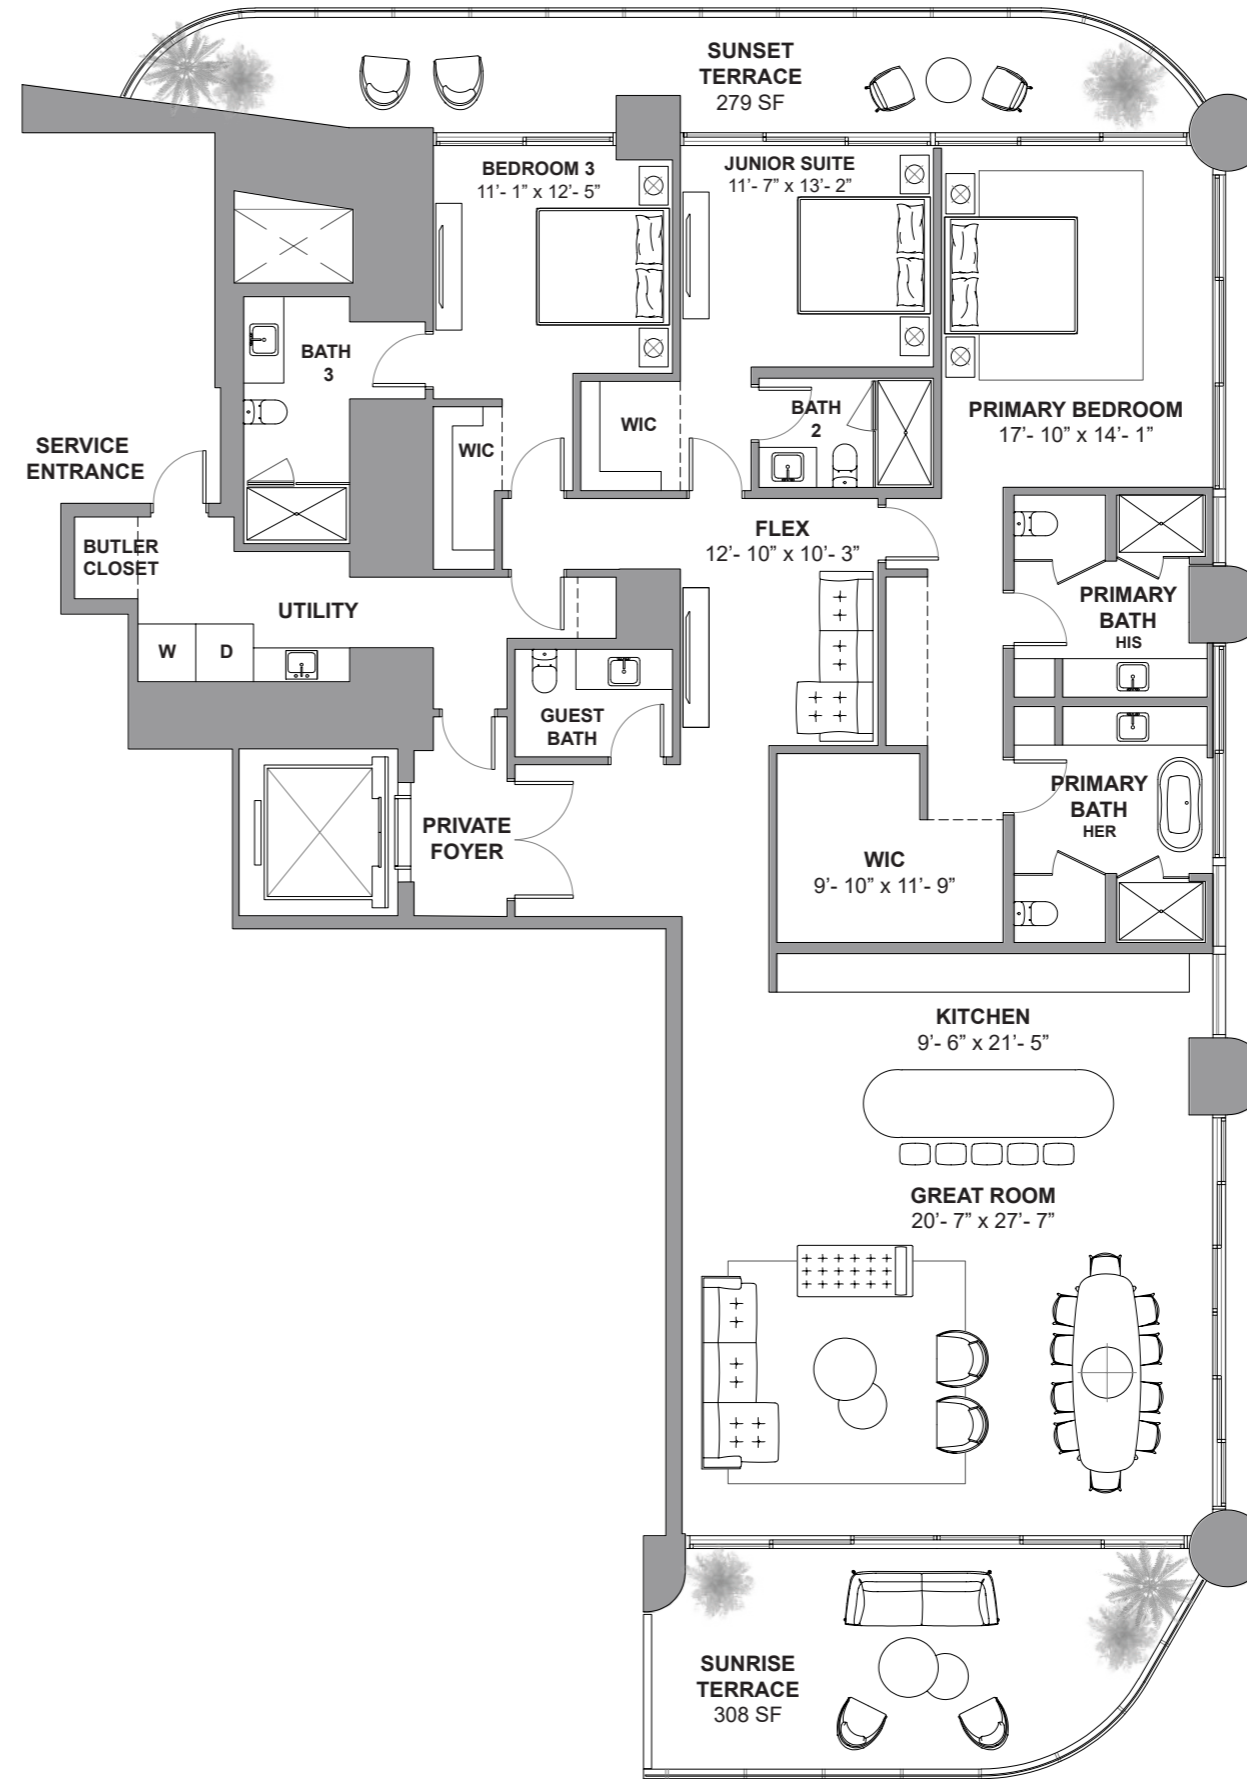 SUNSET
TERRACE
279 SF
BEDROOM 3
11’- 1” x 12’- 5”
JUNIOR SUITE
11’- 7” x 13’- 2”
BATH
3
WIC
WIC
BATH
2
PRIMARY BEDROOM
17’- 10” x 14’- 1”
SERVICE
ENTRANCE
BUTLER
CLOSET
FLEX
12’- 10” x 10’- 3”
UTILITY
W
D
PRIMARY
BATH
HIS
GUEST
BATH
PRIMARY
BATH
HER
PRIVATE
FOYER
WIC
9’- 10” x 11’- 9”
KITCHEN
9’- 6” x 21’- 5”
GREAT ROOM
20’- 7” x 27’- 7”
SUNRISE
TERRACE
308 SF